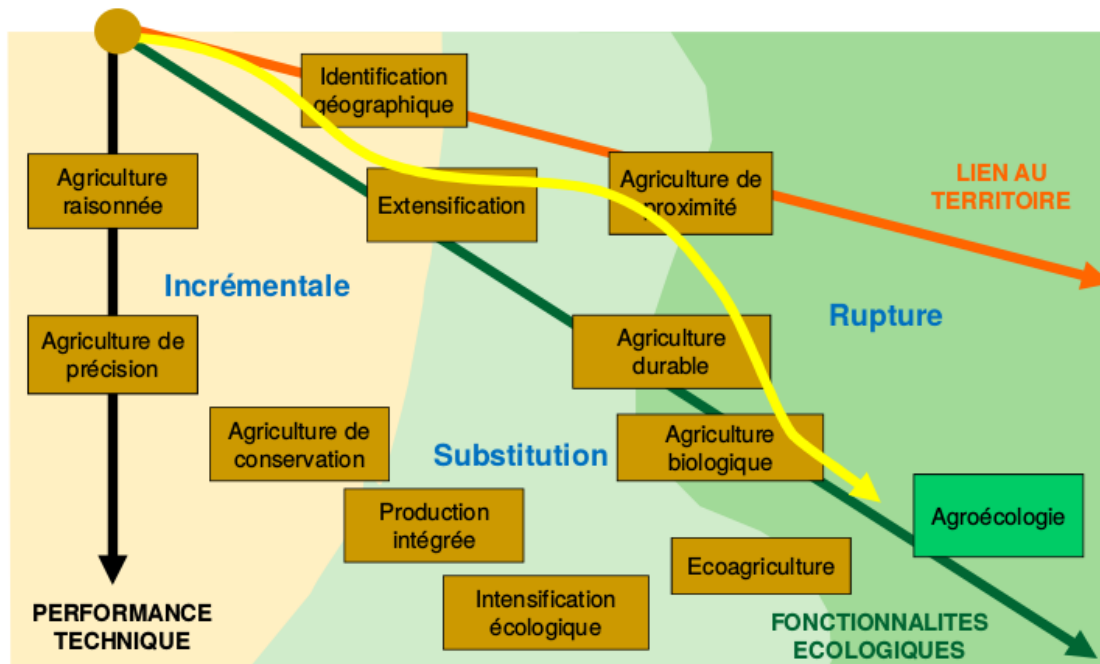 Identification
géographique
Agriculture
raisonnée
Agriculture de
proximité
LIEN AU
TERRITOIRE
Extensification
Incrémentale
Rupture
Agriculture de
précision
Agriculture
durable
Agriculture de
conservation
Substitution
Agriculture
biologique
Production
intégrée
Agroécologie
Ecoagriculture
Intensification
écologique
PERFORMANCE
TECHNIQUE
FONCTIONNALITES
ECOLOGIQUES